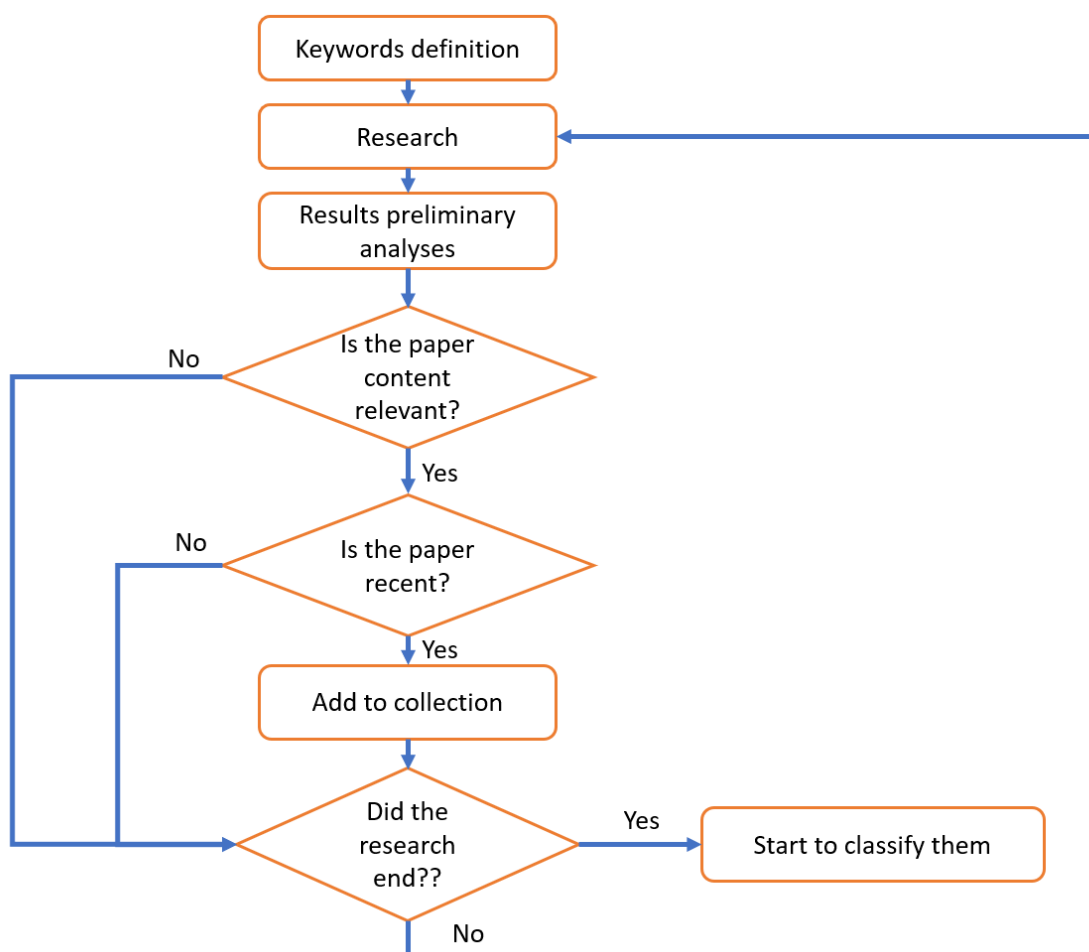 Keywords definition
Research
Results preliminary
analyses
No
Is the paper
content
relevant?
Yes
No
Is the paper
recent?
Yes
Add to collection
Did the
research
end??
Yes
Start to classify them
No